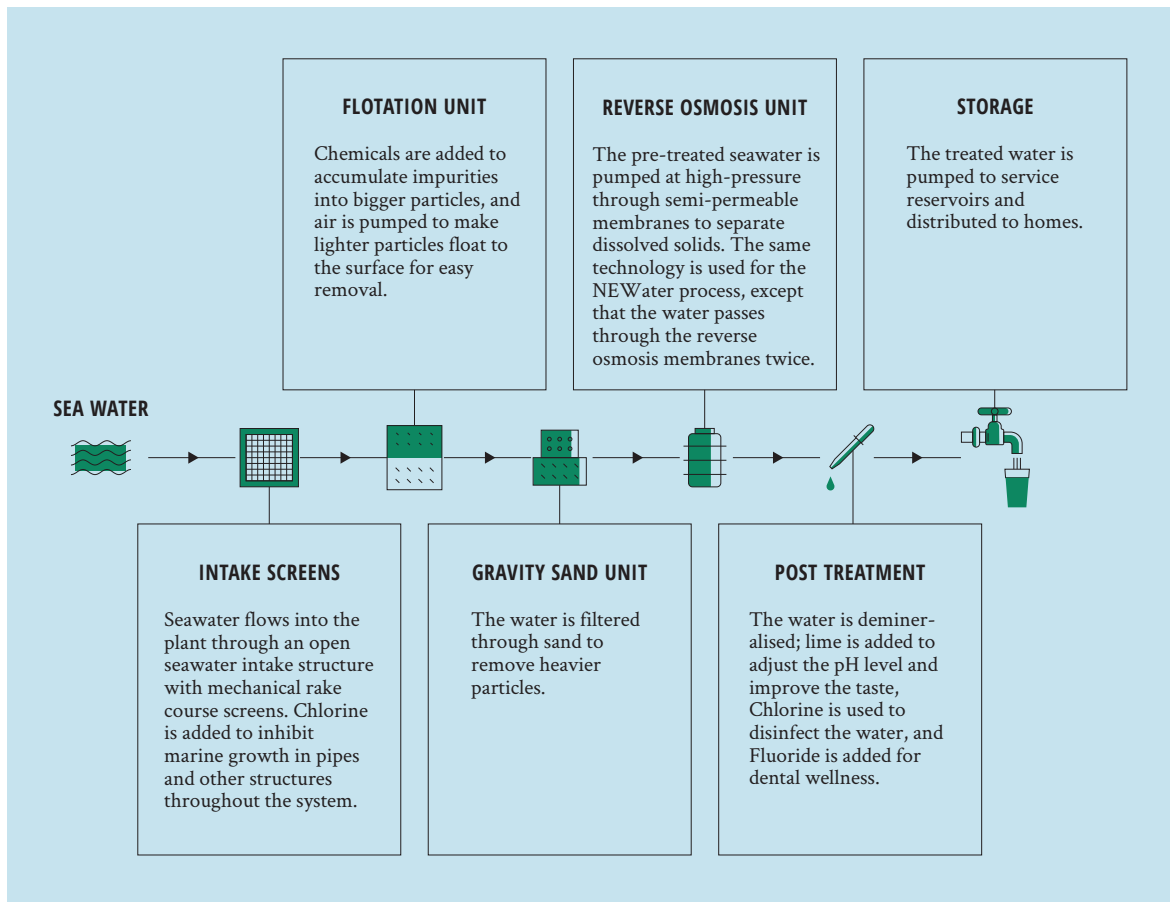 SEA WATER
INTAKE SCREENS
Seawater flows into the
plant through an open
seawater intake structure
with mechanical rake
course screens. Chlorine
is added to inhibit
marine growth in pipes
and other structures
throughout the system.
FLOTATION UNIT
Chemicals are added to
accumulate impurities
into bigger particles, and
air is pumped to make
lighter particles float to
the surface for easy
removal.
GRAVITY SAND UNIT
The water is filtered
through sand to
remove heavier
particles.
REVERSE OSMOSIS UNIT
The pre-treated seawater is
pumped at high-pressure
through semi-permeable
membranes to separate
dissolved solids. The same
technology is used for the
NEWater process, except
that the water passes
through the reverse
osmosis membranes twice.
POST TREATMENT
The water is deminer-
alised; lime is added to
adjust the pH level and
improve the taste,
Chlorine is used to
disinfect the water, and
Fluoride is added for
dental wellness.
STORAGE
The treated water is
pumped to service
reservoirs and
distributed to homes.